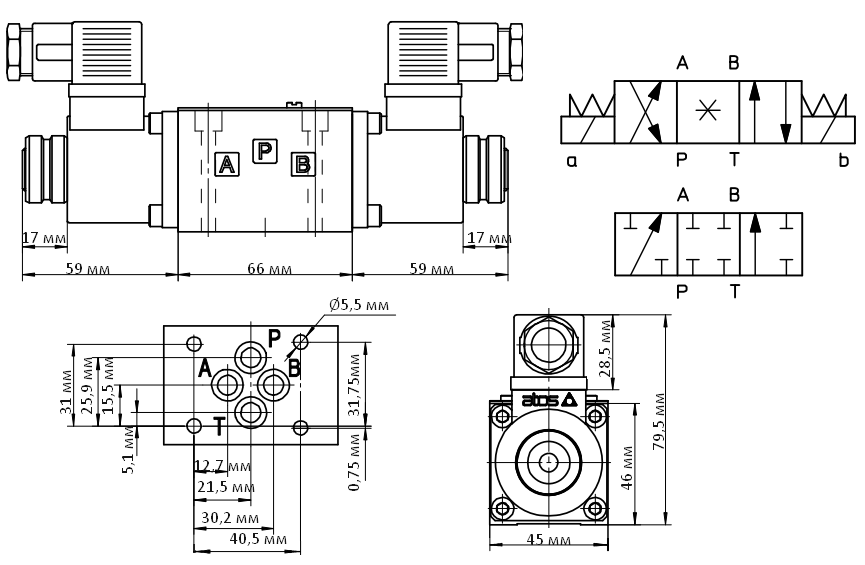 A B
a P T b
A P B
A B
P T
17 мм 17 мм
59 мм 66 мм 59 мм
Ø5,5 мм
P
A B
T
31 мм
25,9 мм
15,5 мм
5,1 мм
31,75мм
0,75 мм
12,7 мм
21,5 мм
30,2 мм
40,5 мм
28,5 мм
atos
79,5 мм
46 мм
45 мм